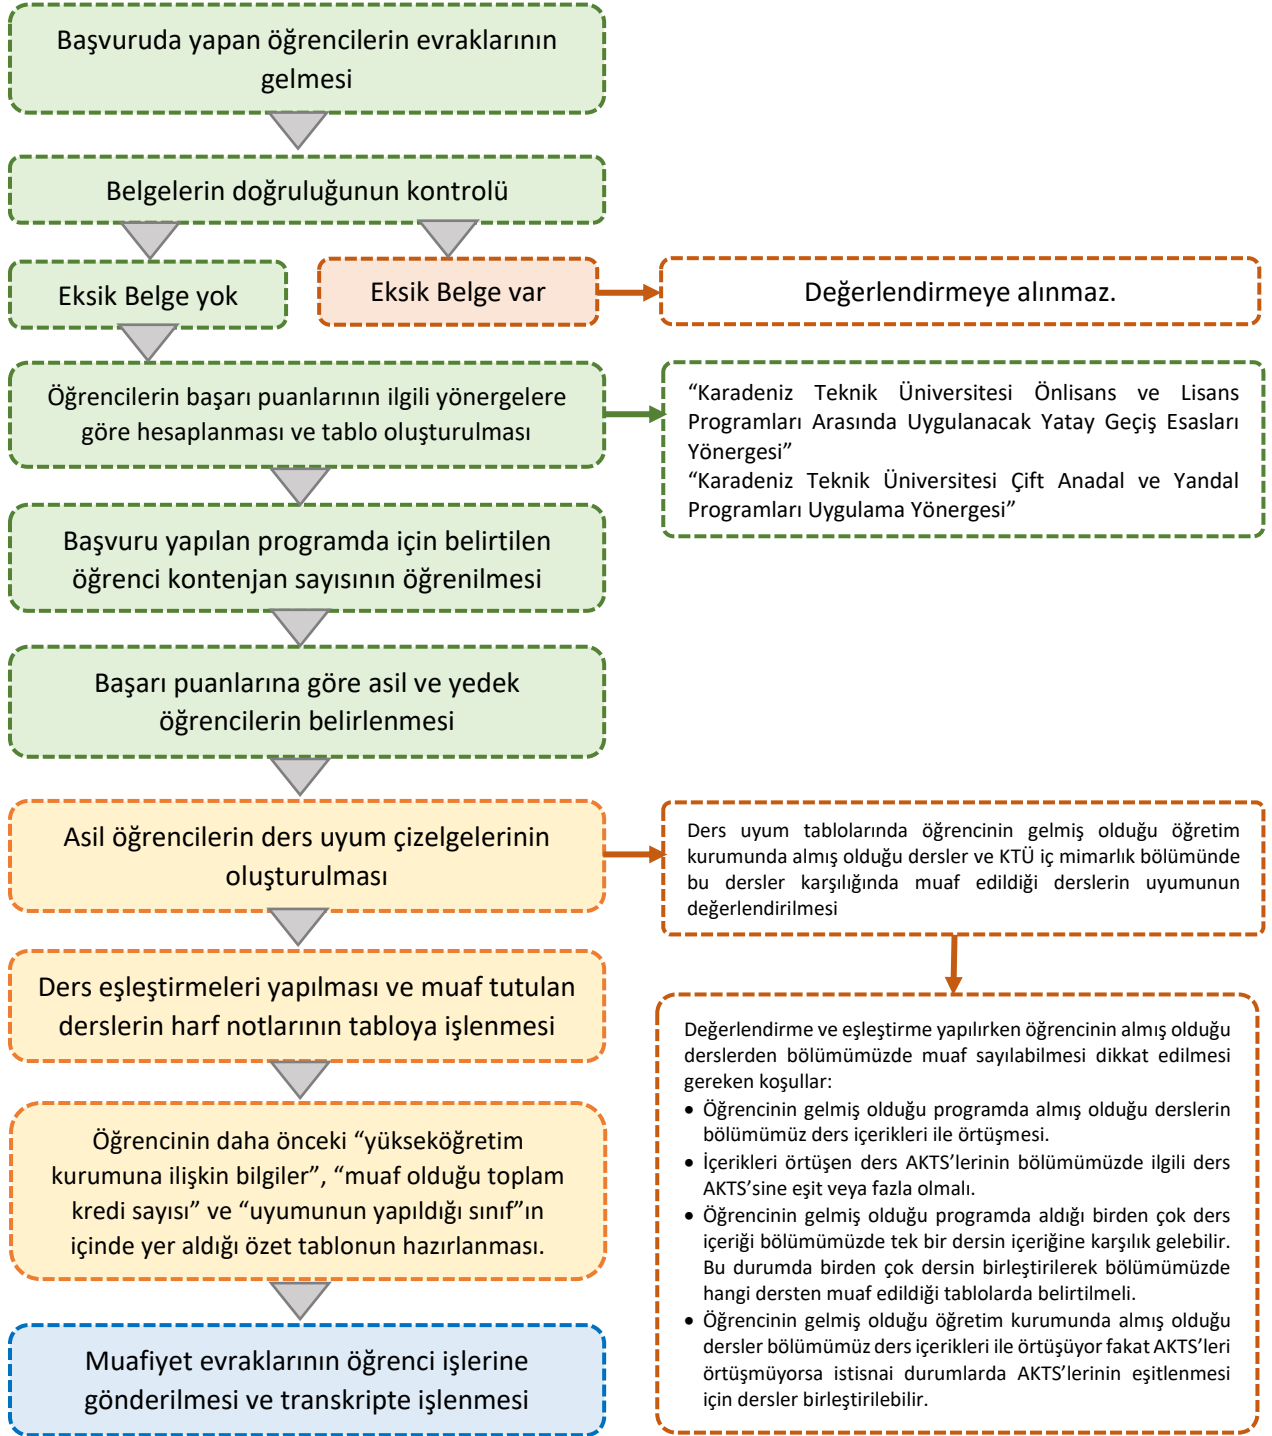 Başvuruda yapan öğrencilerin evraklarının
gelmesi
Belgelerin doğruluğunun kontrolü
Eksik Belge yok
Eksik Belge var
Değerlendirmeye alınmaz.
Öğrencilerin başarı puanlarının ilgili yönergelere
göre hesaplanması ve tablo oluşturulması
“Karadeniz Teknik Üniversitesi Önlisans ve Lisans
Programları Arasında Uygulanacak Yatay Geçiş Esasları
Yönergesi”
“Karadeniz Teknik Üniversitesi Çift Anadal ve Yandal
Programları Uygulama Yönergesi”
Başvuru yapılan programda için belirtilen
öğrenci kontenjan sayısının öğrenilmesi
Başarı puanlarına göre asil ve yedek
öğrencilerin belirlenmesi
Asil öğrencilerin ders uyum çizelgelerinin
oluşturulması
Ders uyum tablolarında öğrencinin gelmiş olduğu öğretim
kurumunda almış olduğu dersler ve KTÜ iç mimarlık bölümünde
bu dersler karşılığında muaf edildiği derslerin uyumunun
değerlendirilmesi
Ders eşleştirmeleri yapılması ve muaf tutulan
derslerin harf notlarının tabloya işlenmesi
Değerlendirme ve eşleştirme yapılırken öğrencinin almış olduğu
derslerden bölümümüzde muaf sayılabilmesi dikkat edilmesi
gereken koşullar:
• Öğrencinin gelmiş olduğu programda almış olduğu derslerin
bölümümüz ders içerikleri ile örtüşmesi.
• İçerikleri örtüşen ders AKTS’lerinin bölümümüzde ilgili ders
AKTS’sine eşit veya fazla olmalı.
• Öğrencinin gelmiş olduğu programda aldığı birden çok ders
içeriği bölümümüzde tek bir dersin içeriğine karşılık gelebilir.
Bu durumda birden çok dersin birleştirilerek bölümümüzde
hangi dersten muaf edildiği tablolarda belirtilmeli.
• Öğrencinin gelmiş olduğu öğretim kurumunda almış olduğu
dersler bölümümüz ders içerikleri ile örtüşüyor fakat AKTS’leri
örtüşmüyorsa istisnai durumlarda AKTS’lerinin eşitlenmesi
için dersler birleştirilebilir.
Öğrencinin daha önceki “yükseköğretim
kurumuna ilişkin bilgiler”, “muaf olduğu toplam
kredi sayısı” ve “uyumunun yapıldığı sınıf”ın
içinde yer aldığı özet tablonun hazırlanması.
Muafiyet evraklarının öğrenci işlerine
gönderilmesi ve transkripte işlenmesi